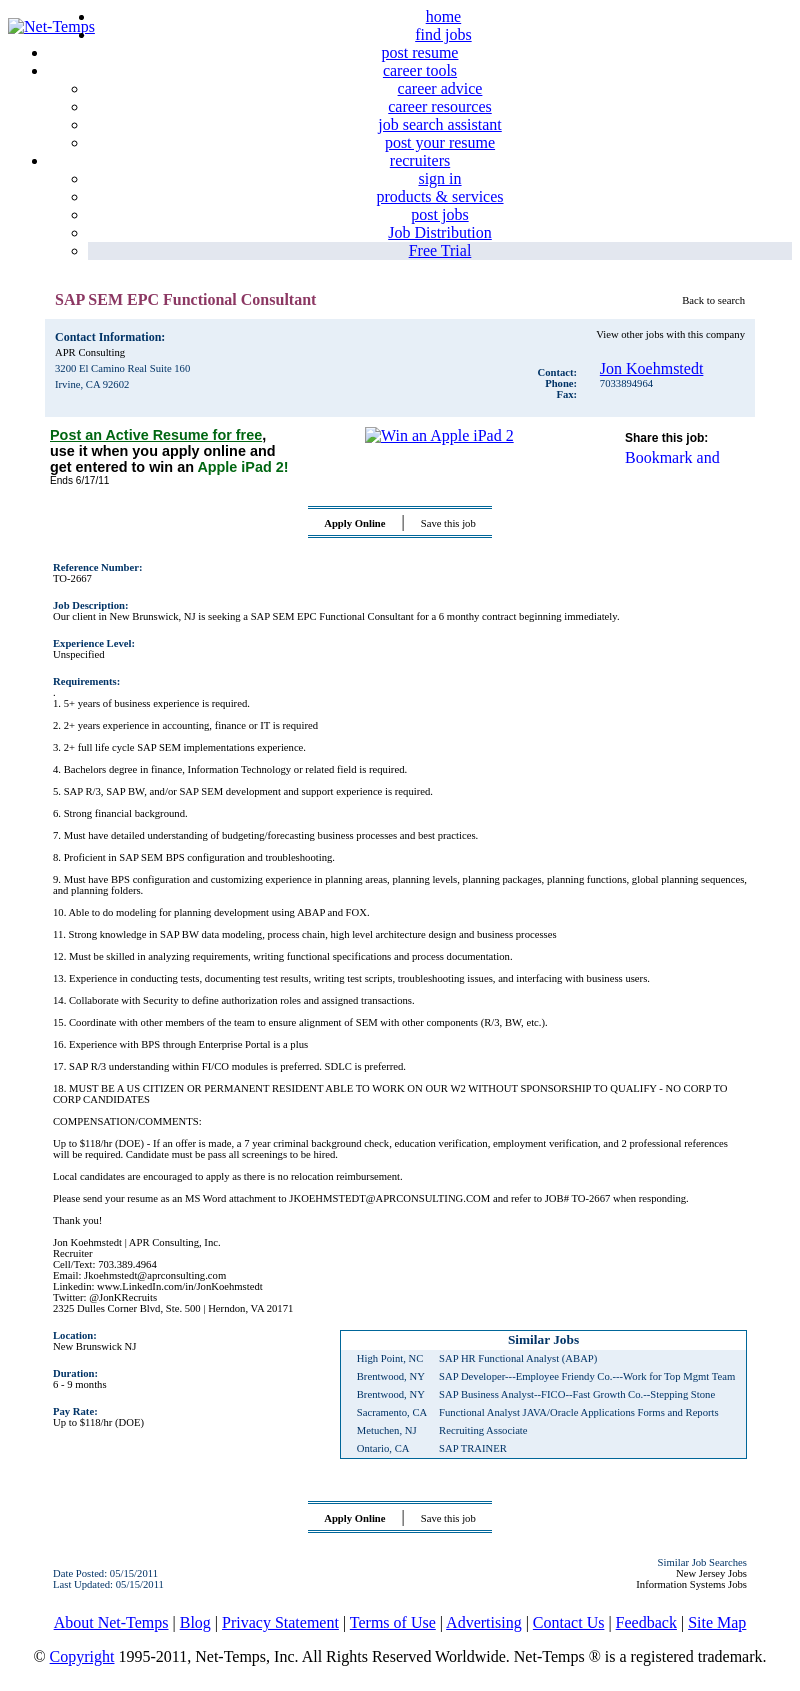 Net-Temps
home
find jobs
post resume
career tools
career advice
career resources
job search assistant
post your resume
recruiters
sign in
products & services
post jobs
Job Distribution
Free Trial
SAP SEM EPC Functional Consultant
Back to search
Contact Information:
APR Consulting
3200 El Camino Real Suite 160
Irvine, CA 92602
View other jobs with this company
Contact: Jon Koehmstedt
Phone: 7033894964
Fax:
Post an Active Resume for free,
use it when you apply online and
get entered to win an Apple iPad 2!
Ends 6/17/11
Win an Apple iPad 2
Share this job:
Bookmark and
Apply Online | Save this job
Reference Number:
TO-2667
Job Description:
Our client in New Brunswick, NJ is seeking a SAP SEM EPC Functional Consultant for a 6 monthy contract beginning immediately.
Experience Level:
Unspecified
Requirements:
.
1. 5+ years of business experience is required.
2. 2+ years experience in accounting, finance or IT is required
3. 2+ full life cycle SAP SEM implementations experience.
4. Bachelors degree in finance, Information Technology or related field is required.
5. SAP R/3, SAP BW, and/or SAP SEM development and support experience is required.
6. Strong financial background.
7. Must have detailed understanding of budgeting/forecasting business processes and best practices.
8. Proficient in SAP SEM BPS configuration and troubleshooting.
9. Must have BPS configuration and customizing experience in planning areas, planning levels, planning packages, planning functions, global planning sequences,
and planning folders.
10. Able to do modeling for planning development using ABAP and FOX.
11. Strong knowledge in SAP BW data modeling, process chain, high level architecture design and business processes
12. Must be skilled in analyzing requirements, writing functional specifications and process documentation.
13. Experience in conducting tests, documenting test results, writing test scripts, troubleshooting issues, and interfacing with business users.
14. Collaborate with Security to define authorization roles and assigned transactions.
15. Coordinate with other members of the team to ensure alignment of SEM with other components (R/3, BW, etc.).
16. Experience with BPS through Enterprise Portal is a plus
17. SAP R/3 understanding within FI/CO modules is preferred. SDLC is preferred.
18. MUST BE A US CITIZEN OR PERMANENT RESIDENT ABLE TO WORK ON OUR W2 WITHOUT SPONSORSHIP TO QUALIFY - NO CORP TO
CORP CANDIDATES
COMPENSATION/COMMENTS:
Up to $118/hr (DOE) - If an offer is made, a 7 year criminal background check, education verification, employment verification, and 2 professional references
will be required. Candidate must be pass all screenings to be hired.
Local candidates are encouraged to apply as there is no relocation reimbursement.
Please send your resume as an MS Word attachment to JKOEHMSTEDT@APRCONSULTING.COM and refer to JOB# TO-2667 when responding.
Thank you!
Jon Koehmstedt | APR Consulting, Inc.
Recruiter
Cell/Text: 703.389.4964
Email: Jkoehmstedt@aprconsulting.com
Linkedin: www.LinkedIn.com/in/JonKoehmstedt
Twitter: @JonKRecruits
2325 Dulles Corner Blvd, Ste. 500 | Herndon, VA 20171
Location:
New Brunswick NJ
Duration:
6 - 9 months
Pay Rate:
Up to $118/hr (DOE)
Similar Jobs
High Point, NC SAP HR Functional Analyst (ABAP)
Brentwood, NY SAP Developer---Employee Friendy Co.---Work for Top Mgmt Team
Brentwood, NY SAP Business Analyst--FICO--Fast Growth Co.--Stepping Stone
Sacramento, CA Functional Analyst JAVA/Oracle Applications Forms and Reports
Metuchen, NJ Recruiting Associate
Ontario, CA SAP TRAINER
Apply Online | Save this job
Date Posted: 05/15/2011
Last Updated: 05/15/2011
Similar Job Searches
New Jersey Jobs
Information Systems Jobs
About Net-Temps | Blog | Privacy Statement | Terms of Use | Advertising | Contact Us | Feedback | Site Map
© Copyright 1995-2011, Net-Temps, Inc. All Rights Reserved Worldwide. Net-Temps ® is a registered trademark.